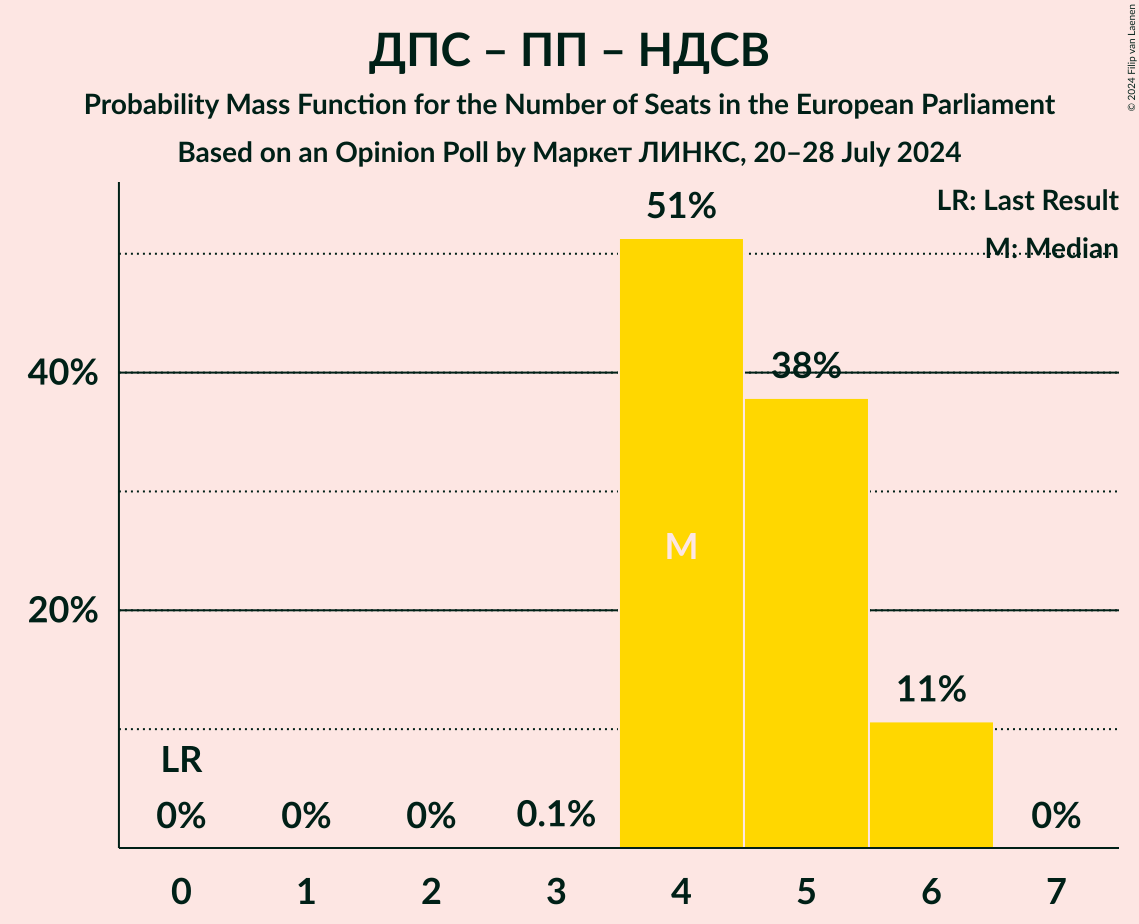 ДПС – ПП – НДСВ
Probability Mass Function for the Number of Seats in the European Parliament
Based on an Opinion Poll by Маркет ЛИНКС, 20–28 July 2024
© 2024 Filip van Laenen
LR: Last Result
M: Median
51%
40%
38%
M
20%
11%
LR
0%
0%
0%
0.1%
0%
0
1
2
3
4
5
6
7